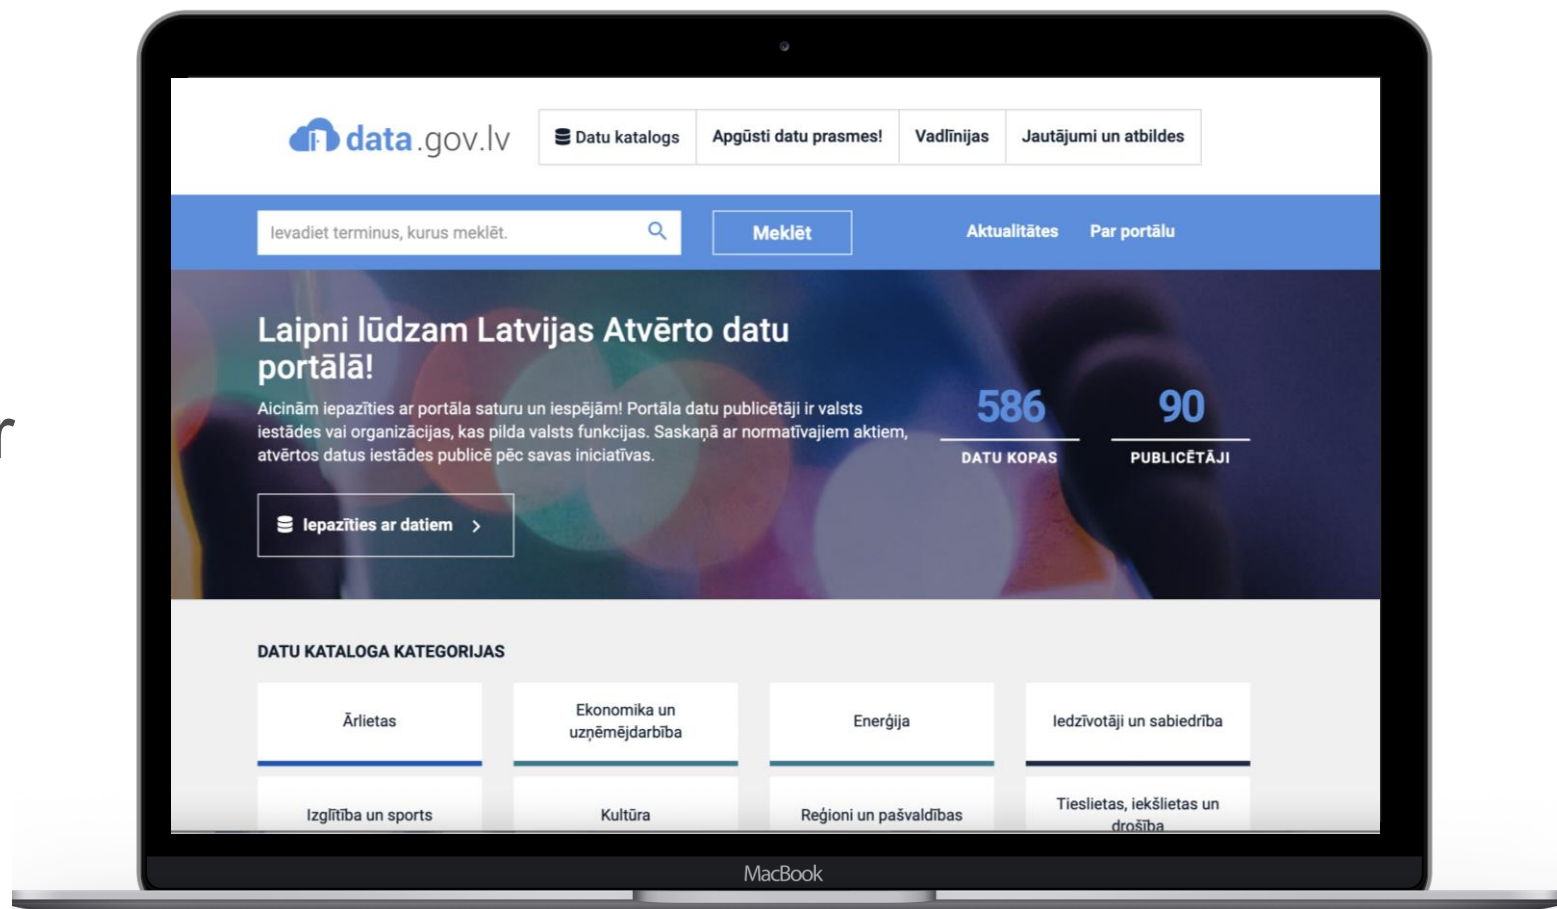 r
data.gov.lv
Datu katalogs
Apgūsti datu prasmes!
Vadlīnijas
Jautājumi un atbildes
Ievadiet terminus, kurus meklēt.
Meklēt
Aktualitātes
Par portālu
Laipni lūdzam Latvijas Atvērto datu
portālā!
Aicinām iepazīties ar portāla saturu un iespējām! Portāla datu publicētāji ir valsts
iestādes vai organizācijas, kas pilda valsts funkcijas. Saskaņā ar normatīvajiem aktiem,
atvērtos datus iestādes publicē pēc savas iniciatīvas.
586
DATU KOPAS
90
PUBLICĒTĀJI
Iepazīties ar datiem
DATU KATALOGA KATEGORIJAS
Ārlietas
Ekonomika un
uzņēmējdarbība
Enerģija
Iedzīvotāji un sabiedrība
Izglītība un sports
Kultūra
Reģioni un pašvaldības
Tieslietas, iekšlietas un
drošība
MacBook